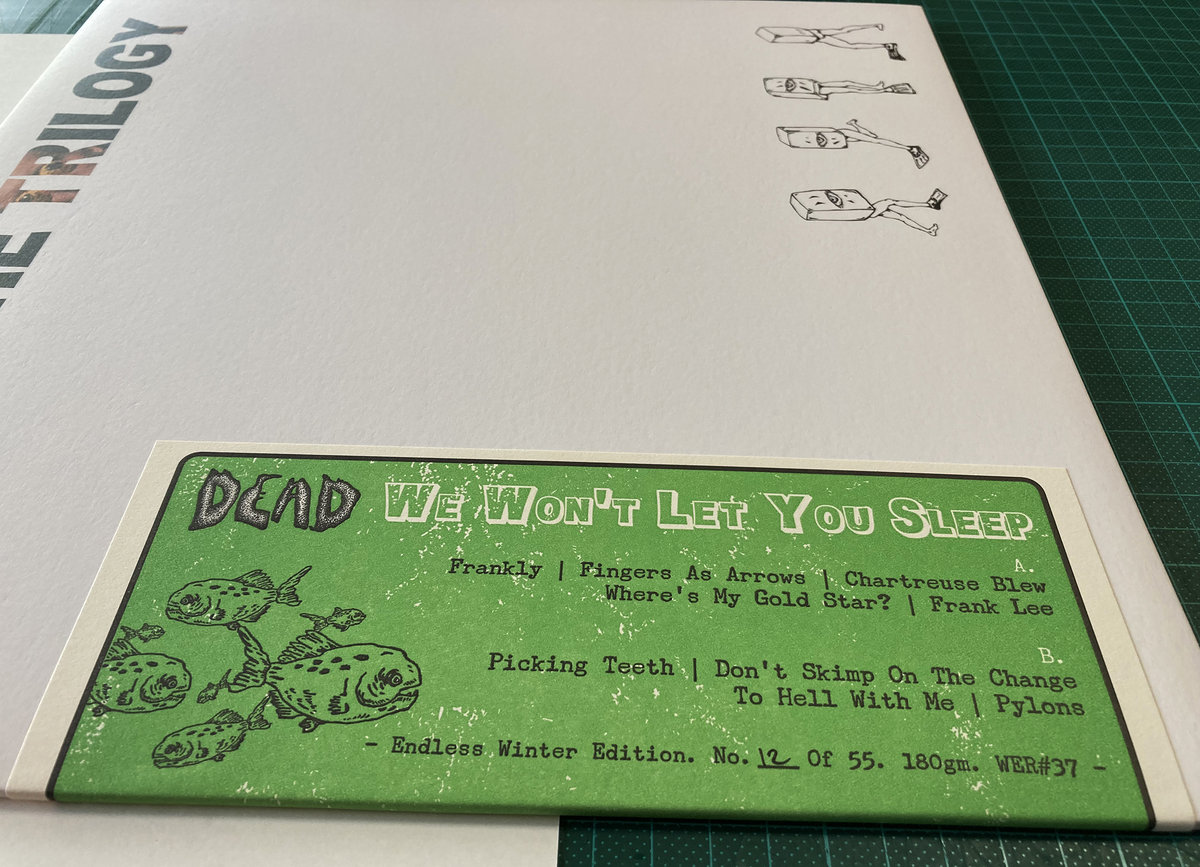 THE TRILOGY
DEAD We Won't Let You Sleep
A.
Frankly | Fingers As Arrows | Chartreuse Blew
Where's My Gold Star? | Frank Lee
B.
Picking Teeth | Don't Skimp On The Change
To Hell With Me | Pylons
- Endless Winter Edition. No. 12 Of 55. 180gm. WER#37 -